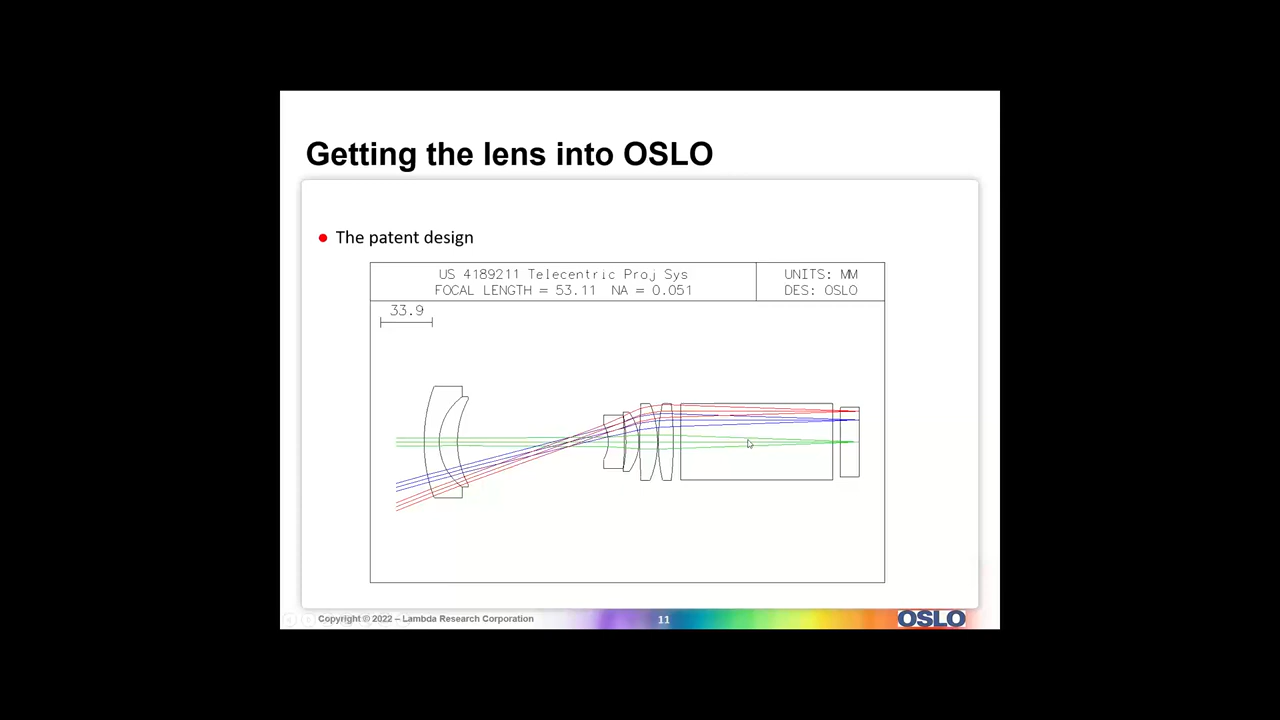 Getting the lens into OSLO
The patent design
US 4189211 Telecentric Proj Sys
FOCAL LENGTH = 53.11 NA = 0.051
UNITS: MM
DES: OSLO
33.9
Copyright © 2022 – Lambda Research Corporation
11
OSLO